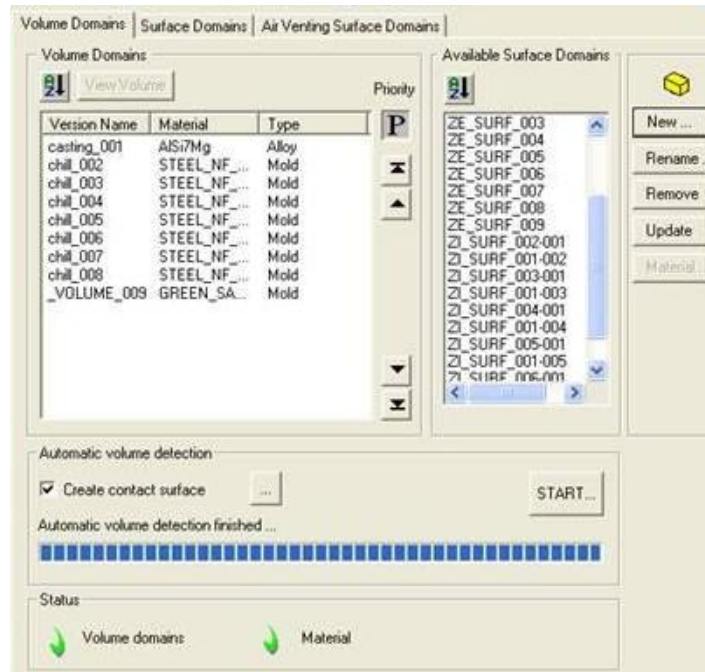 Volume Domains Surface Domains Air Venting Surface Domains
Volume Domains
View Volume
Priority
P
Version Name Material Type
casting_001 AlSi7Mg Alloy
chill_002 STEEL_NF_... Mold
chill_003 STEEL_NF_... Mold
chill_004 STEEL_NF_... Mold
chill_005 STEEL_NF_... Mold
chill_006 STEEL_NF_... Mold
chill_007 STEEL_NF_... Mold
chill_008 STEEL_NF_... Mold
_VOLUME_009 GREEN_SA... Mold
Available Surface Domains
ZE_SURF_003
ZE_SURF_004
ZE_SURF_005
ZE_SURF_006
ZE_SURF_007
ZE_SURF_008
ZE_SURF_009
ZI_SURF_002-001
ZI_SURF_001-002
ZI_SURF_003-001
ZI_SURF_001-003
ZI_SURF_004-001
ZI_SURF_001-004
ZI_SURF_005-001
ZI_SURF_001-005
ZI_SURF_006-001
New ...
Rename
Remove
Update
Material...
Automatic volume detection
Create contact surface
...
START...
Automatic volume detection finished ...
Status
Volume domains
Material